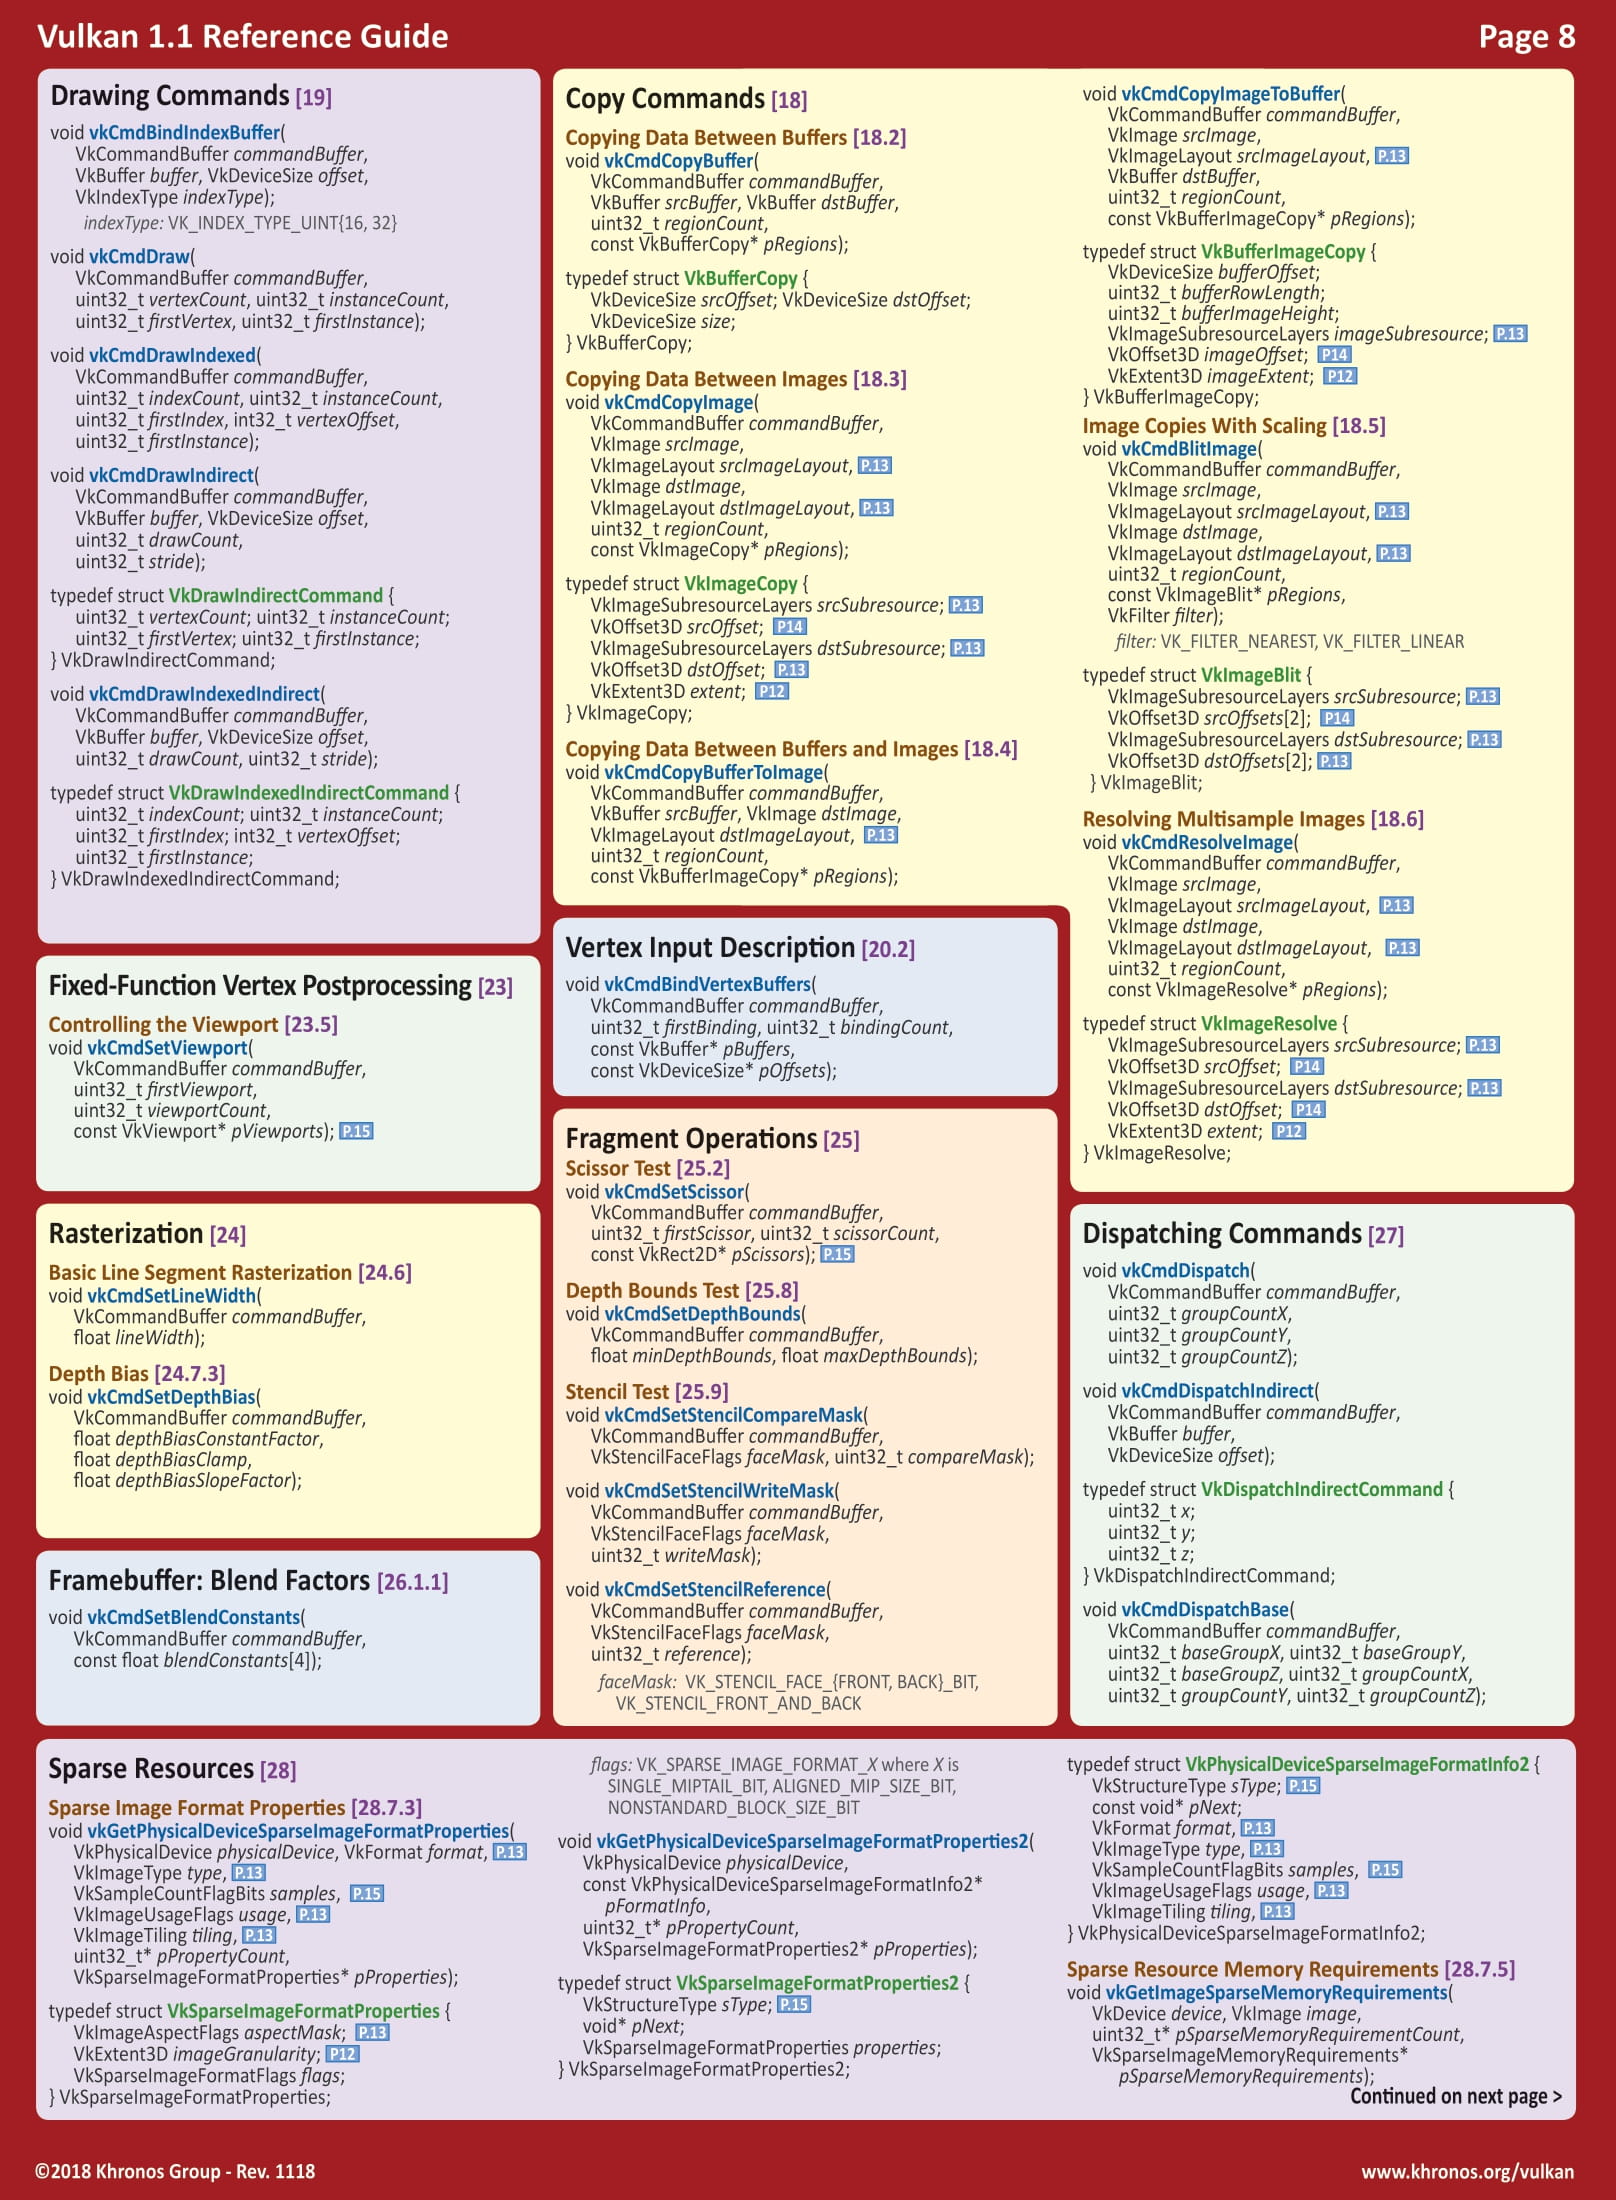 Vulkan 1.1 Reference Guide
Page 8
Drawing Commands [19]
void vkCmdBindIndexBuffer(
VkCommandBuffer commandBuffer,
VkBuffer buffer, VkDeviceSize offset,
VkIndexType indexType);
indexType: VK_INDEX_TYPE_UINT{16, 32}
void vkCmdDraw(
VkCommandBuffer commandBuffer,
uint32_t vertexCount, uint32_t instanceCount,
uint32_t firstVertex, uint32_t firstInstance);
void vkCmdDrawIndexed(
VkCommandBuffer commandBuffer,
uint32_t indexCount, uint32_t instanceCount,
uint32_t firstIndex, int32_t vertexOffset,
uint32_t firstInstance);
void vkCmdDrawIndirect(
VkCommandBuffer commandBuffer,
VkBuffer buffer, VkDeviceSize offset,
uint32_t drawCount,
uint32_t stride);
typedef struct VkDrawIndirectCommand {
uint32_t vertexCount; uint32_t instanceCount;
uint32_t firstVertex; uint32_t firstInstance;
} VkDrawIndirectCommand;
void vkCmdDrawIndexedIndirect(
VkCommandBuffer commandBuffer,
VkBuffer buffer, VkDeviceSize offset,
uint32_t drawCount, uint32_t stride);
typedef struct VkDrawIndexedIndirectCommand {
uint32_t indexCount; uint32_t instanceCount;
uint32_t firstIndex; int32_t vertexOffset;
uint32_t firstInstance;
} VkDrawIndexedIndirectCommand;
Fixed-Function Vertex Postprocessing [23]
Controlling the Viewport [23.5]
void vkCmdSetViewport(
VkCommandBuffer commandBuffer,
uint32_t firstViewport,
uint32_t viewportCount,
const VkViewport* pViewports); P.15
Rasterization [24]
Basic Line Segment Rasterization [24.6]
void vkCmdSetLineWidth(
VkCommandBuffer commandBuffer,
float lineWidth);
Depth Bias [24.7.3]
void vkCmdSetDepthBias(
VkCommandBuffer commandBuffer,
float depthBiasConstantFactor,
float depthBiasClamp,
float depthBiasSlopeFactor);
Framebuffer: Blend Factors [26.1.1]
void vkCmdSetBlendConstants(
VkCommandBuffer commandBuffer,
const float blendConstants[4]);
Copy Commands [18]
Copying Data Between Buffers [18.2]
void vkCmdCopyBuffer(
VkCommandBuffer commandBuffer,
VkBuffer srcBuffer, VkBuffer dstBuffer,
uint32_t regionCount,
const VkBufferCopy* pRegions);
typedef struct VkBufferCopy {
VkDeviceSize srcOffset; VkDeviceSize dstOffset;
VkDeviceSize size;
} VkBufferCopy;
Copying Data Between Images [18.3]
void vkCmdCopyImage(
VkCommandBuffer commandBuffer,
VkImage srcImage,
VkImageLayout srcImageLayout, P.13
VkImage dstImage,
VkImageLayout dstImageLayout, P.13
uint32_t regionCount,
const VkImageCopy* pRegions);
typedef struct VkImageCopy {
VkImageSubresourceLayers srcSubresource; P.13
VkOffset3D srcOffset; P14
VkImageSubresourceLayers dstSubresource; P.13
VkOffset3D dstOffset; P.13
VkExtent3D extent; P12
} VkImageCopy;
Copying Data Between Buffers and Images [18.4]
void vkCmdCopyBufferToImage(
VkCommandBuffer commandBuffer,
VkBuffer srcBuffer, VkImage dstImage,
VkImageLayout dstImageLayout, P.13
uint32_t regionCount,
const VkBufferImageCopy* pRegions);
void vkCmdCopyImageToBuffer(
VkCommandBuffer commandBuffer,
VkImage srcImage,
VkImageLayout srcImageLayout, P.13
VkBuffer dstBuffer,
uint32_t regionCount,
const VkBufferImageCopy* pRegions);
typedef struct VkBufferImageCopy {
VkDeviceSize bufferOffset;
uint32_t bufferRowLength;
uint32_t bufferImageHeight;
VkImageSubresourceLayers imageSubresource; P.13
VkOffset3D imageOffset; P14
VkExtent3D imageExtent; P12
} VkBufferImageCopy;
Image Copies With Scaling [18.5]
void vkCmdBlitImage(
VkCommandBuffer commandBuffer,
VkImage srcImage,
VkImageLayout srcImageLayout, P.13
VkImage dstImage,
VkImageLayout dstImageLayout, P.13
uint32_t regionCount,
const VkImageBlit* pRegions,
VkFilter filter);
filter: VK_FILTER_NEAREST, VK_FILTER_LINEAR
typedef struct VkImageBlit {
VkImageSubresourceLayers srcSubresource; P.13
VkOffset3D srcOffsets[2]; P14
VkImageSubresourceLayers dstSubresource; P.13
VkOffset3D dstOffsets[2]; P.13
} VkImageBlit;
Resolving Multisample Images [18.6]
void vkCmdResolveImage(
VkCommandBuffer commandBuffer,
VkImage srcImage,
VkImageLayout srcImageLayout, P.13
VkImage dstImage,
VkImageLayout dstImageLayout, P.13
uint32_t regionCount,
const VkImageResolve* pRegions);
typedef struct VkImageResolve {
VkImageSubresourceLayers srcSubresource; P.13
VkOffset3D srcOffset; P14
VkImageSubresourceLayers dstSubresource; P.13
VkOffset3D dstOffset; P14
VkExtent3D extent; P12
} VkImageResolve;
Vertex Input Description [20.2]
void vkCmdBindVertexBuffers(
VkCommandBuffer commandBuffer,
uint32_t firstBinding, uint32_t bindingCount,
const VkBuffer* pBuffers,
const VkDeviceSize* pOffsets);
Fragment Operations [25]
Scissor Test [25.2]
void vkCmdSetScissor(
VkCommandBuffer commandBuffer,
uint32_t firstScissor, uint32_t scissorCount,
const VkRect2D* pScissors); P.15
Depth Bounds Test [25.8]
void vkCmdSetDepthBounds(
VkCommandBuffer commandBuffer,
float minDepthBounds, float maxDepthBounds);
Stencil Test [25.9]
void vkCmdSetStencilCompareMask(
VkCommandBuffer commandBuffer,
VkStencilFaceFlags faceMask, uint32_t compareMask);
void vkCmdSetStencilWriteMask(
VkCommandBuffer commandBuffer,
VkStencilFaceFlags faceMask,
uint32_t writeMask);
void vkCmdSetStencilReference(
VkCommandBuffer commandBuffer,
VkStencilFaceFlags faceMask,
uint32_t reference);
faceMask: VK_STENCIL_FACE_{FRONT, BACK}_BIT,
VK_STENCIL_FRONT_AND_BACK
Dispatching Commands [27]
void vkCmdDispatch(
VkCommandBuffer commandBuffer,
uint32_t groupCountX,
uint32_t groupCountY,
uint32_t groupCountZ);
void vkCmdDispatchIndirect(
VkCommandBuffer commandBuffer,
VkBuffer buffer,
VkDeviceSize offset);
typedef struct VkDispatchIndirectCommand {
uint32_t x;
uint32_t y;
uint32_t z;
} VkDispatchIndirectCommand;
void vkCmdDispatchBase(
VkCommandBuffer commandBuffer,
uint32_t baseGroupX, uint32_t baseGroupY,
uint32_t baseGroupZ, uint32_t groupCountX,
uint32_t groupCountY, uint32_t groupCountZ);
Sparse Resources [28]
Sparse Image Format Properties [28.7.3]
void vkGetPhysicalDeviceSparseImageFormatProperties(
VkPhysicalDevice physicalDevice, VkFormat format, P.13
VkImageType type, P.13
VkSampleCountFlagBits samples, P.15
VkImageUsageFlags usage, P.13
VkImageTiling tiling, P.13
uint32_t* pPropertyCount,
VkSparseImageFormatProperties* pProperties);
typedef struct VkSparseImageFormatProperties {
VkImageAspectFlags aspectMask; P.13
VkExtent3D imageGranularity; P12
VkSparseImageFormatFlags flags;
} VkSparseImageFormatProperties;
flags: VK_SPARSE_IMAGE_FORMAT_X where X is
SINGLE_MIPTAIL_BIT, ALIGNED_MIP_SIZE_BIT,
NONSTANDARD_BLOCK_SIZE_BIT
void vkGetPhysicalDeviceSparseImageFormatProperties2(
VkPhysicalDevice physicalDevice,
const VkPhysicalDeviceSparseImageFormatInfo2*
pFormatInfo,
uint32_t* pPropertyCount,
VkSparseImageFormatProperties2* pProperties);
typedef struct VkSparseImageFormatProperties2 {
VkStructureType sType; P.15
void* pNext;
VkSparseImageFormatProperties properties;
} VkSparseImageFormatProperties2;
typedef struct VkPhysicalDeviceSparseImageFormatInfo2 {
VkStructureType sType; P.15
const void* pNext;
VkFormat format, P.13
VkImageType type, P.13
VkSampleCountFlagBits samples, P.15
VkImageUsageFlags usage, P.13
VkImageTiling tiling, P.13
} VkPhysicalDeviceSparseImageFormatInfo2;
Sparse Resource Memory Requirements [28.7.5]
void vkGetImageSparseMemoryRequirements(
VkDevice device, VkImage image,
uint32_t* pSparseMemoryRequirementCount,
VkSparseImageMemoryRequirements*
pSparseMemoryRequirements);
Continued on next page >
©2018 Khronos Group - Rev. 1118
www.khronos.org/vulkan